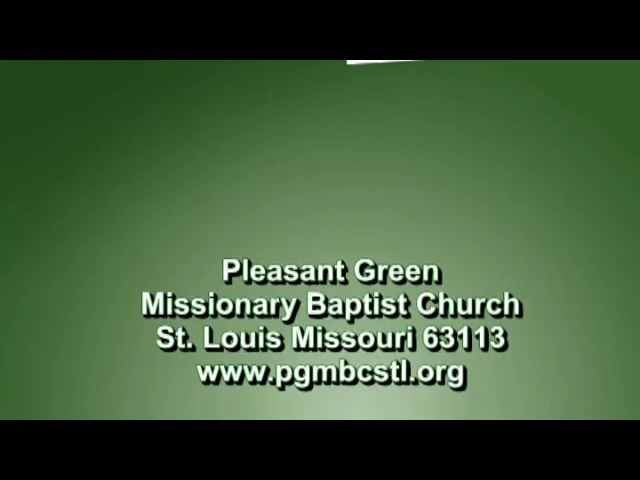 Pleasant Green
Missionary Baptist Church
St. Louis Missouri 63113
www.pgmbcstl.org